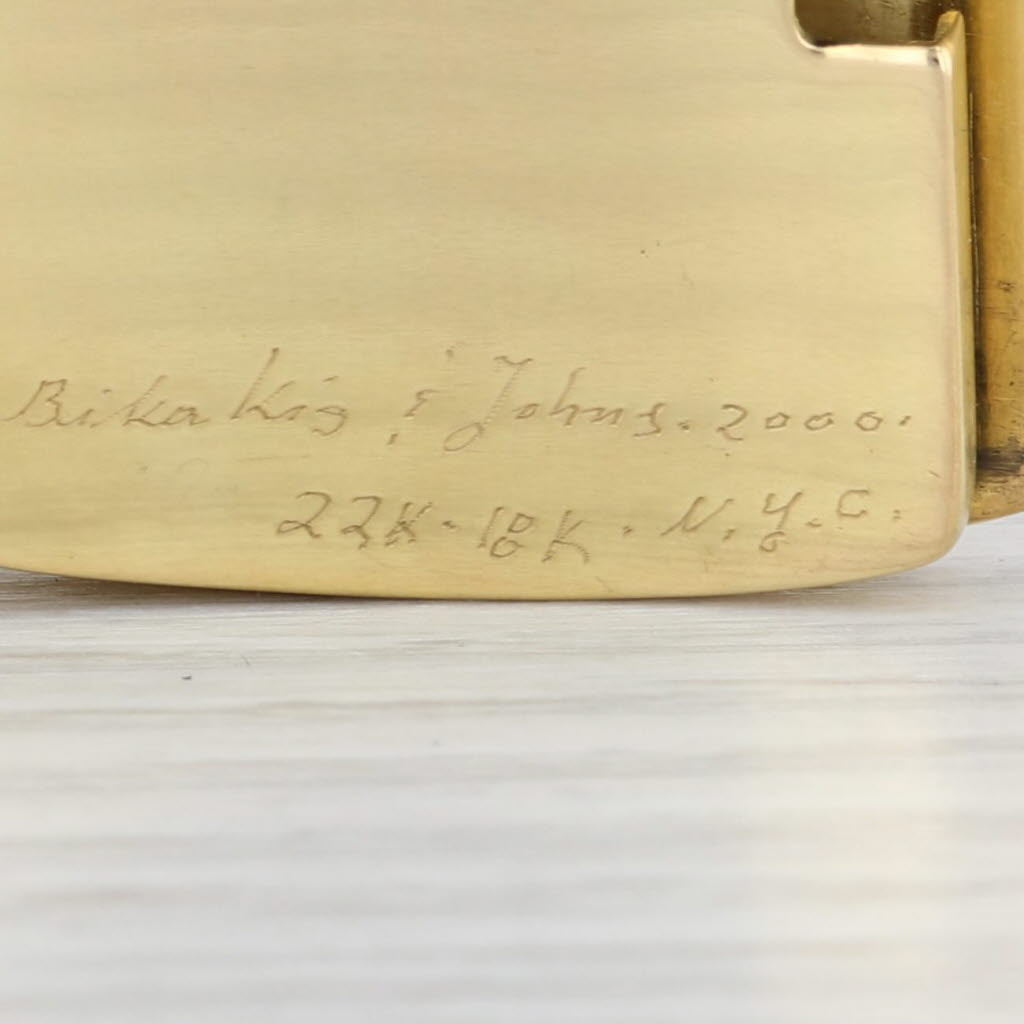 Bikakis & Johns. 2000.
22K. 18K. N.Y.C.